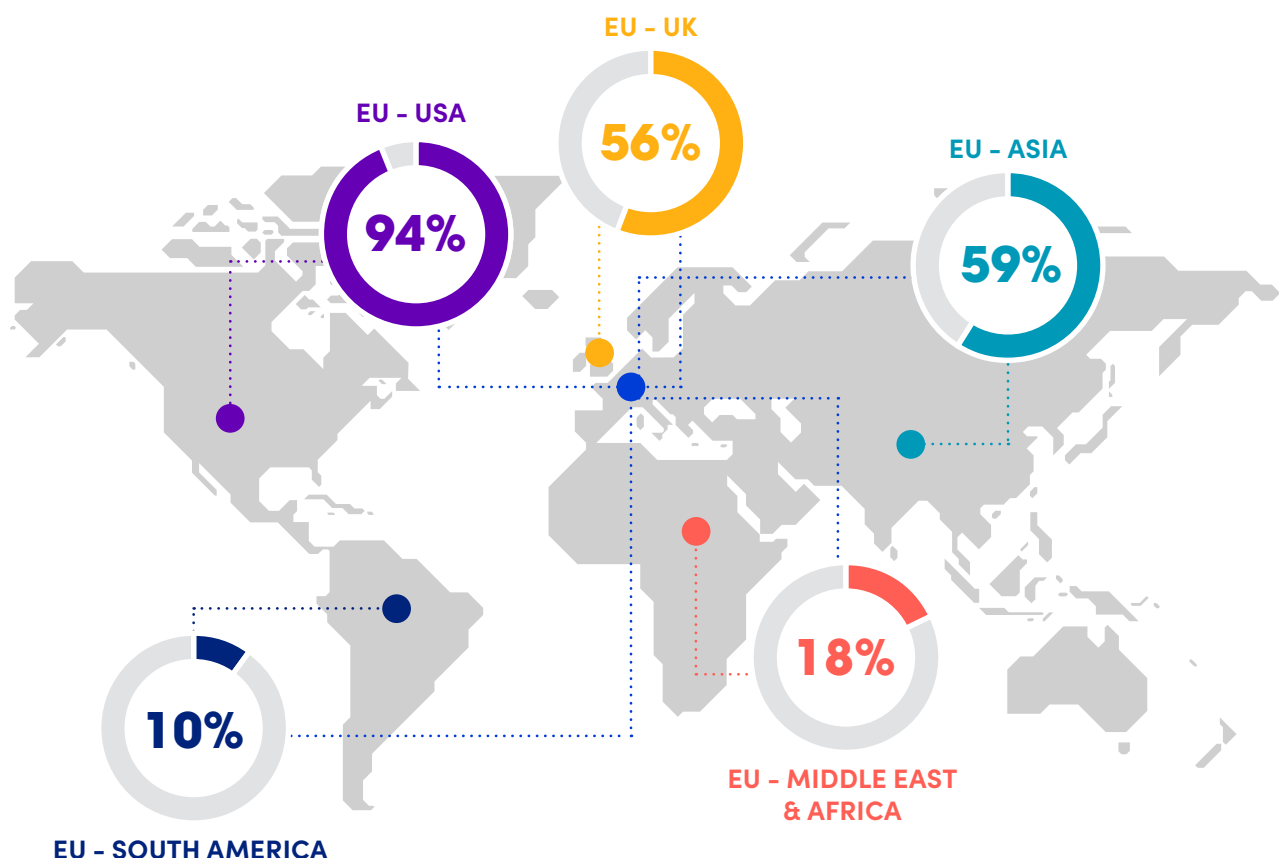 EU - UK
56%
EU - USA
94%
EU - ASIA
59%
18%
EU - MIDDLE EAST
& AFRICA
10%
EU - SOUTH AMERICA